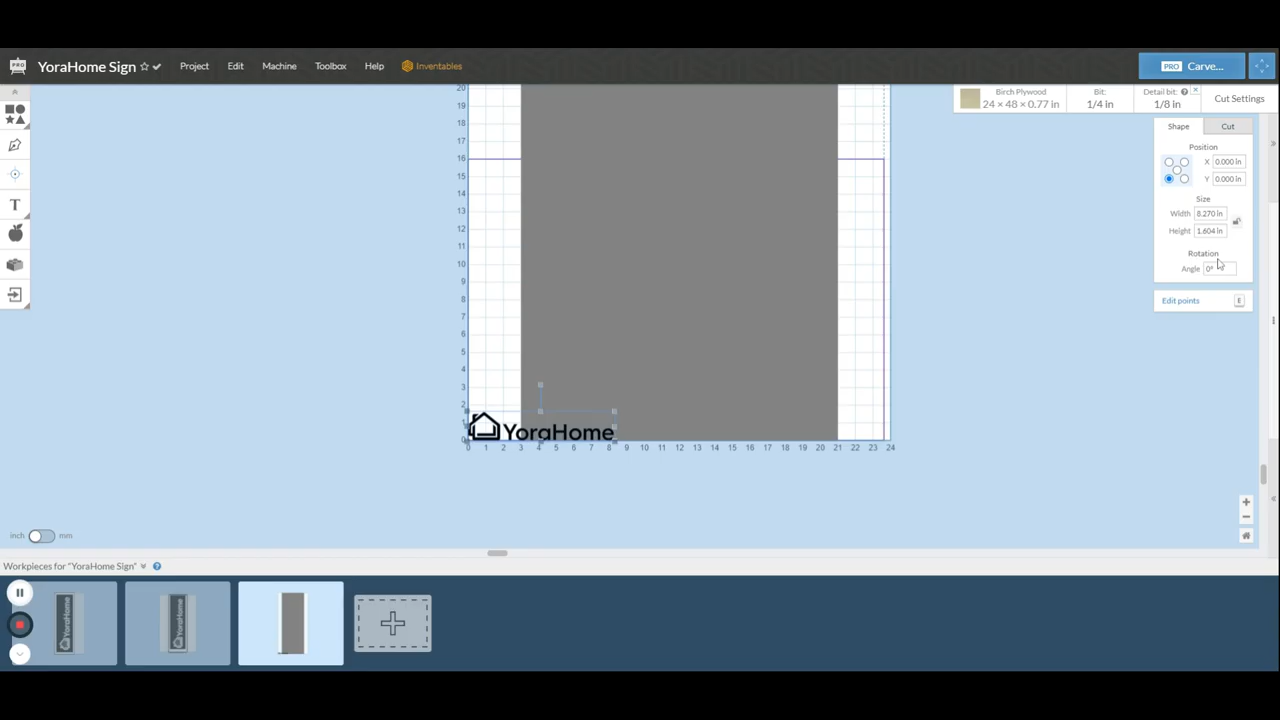 PRO
YoraHome Sign
Project
Edit
Machine
Toolbox
Help
Inventables
PRO Carve...
Birch Plywood
24 × 48 × 0.77 in
Bit:
1/4 in
Detail bit:
1/8 in
Cut Settings
Shape
Cut
Position
X 0.000 in
Y 0.000 in
Size
Width 8.270 in
Height 1.604 in
Rotation
Angle 0°
Edit points E
T
20
19
18
17
16
15
14
13
12
11
10
9
8
7
6
5
4
3
2
0
YoraHome
0 1 2 3 4 5 6 7 8 9 10 11 12 13 14 15 16 17 18 19 20 21 22 23 24
inch mm
Workpieces for "YoraHome Sign"
YoraHome
YoraHome